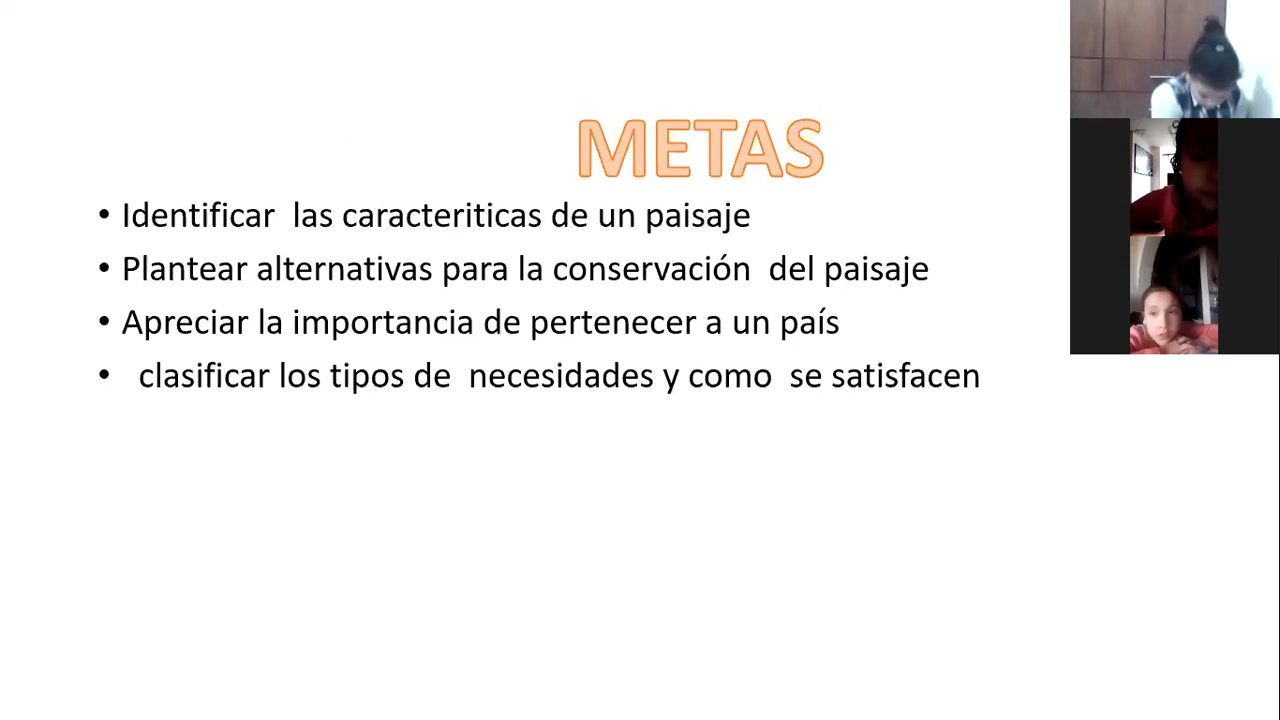 METAS
• Identificar las caracteriticas de un paisaje
• Plantear alternativas para la conservación del paisaje
• Apreciar la importancia de pertenecer a un país
• clasificar los tipos de necesidades y como se satisfacen